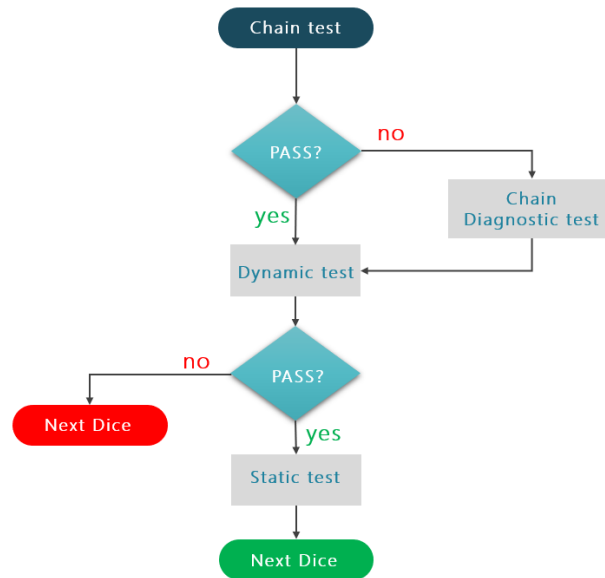 Chain test
PASS?
no
Chain
Diagnostic test
yes
Dynamic test
no
PASS?
Next Dice
yes
Static test
Next Dice